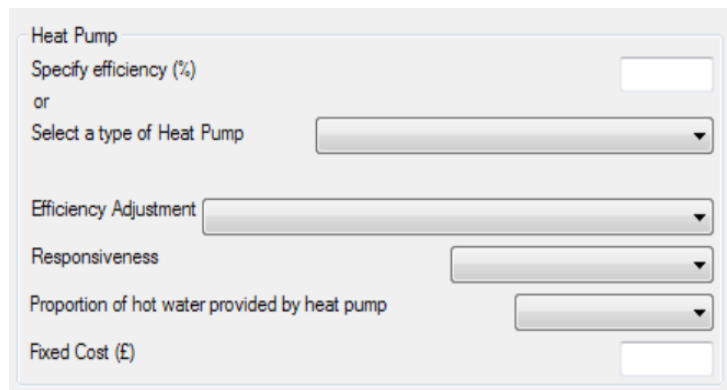 Heat Pump
Specify efficiency (%)
or
Select a type of Heat Pump
Efficiency Adjustment
Responsiveness
Proportion of hot water provided by heat pump
Fixed Cost (£)